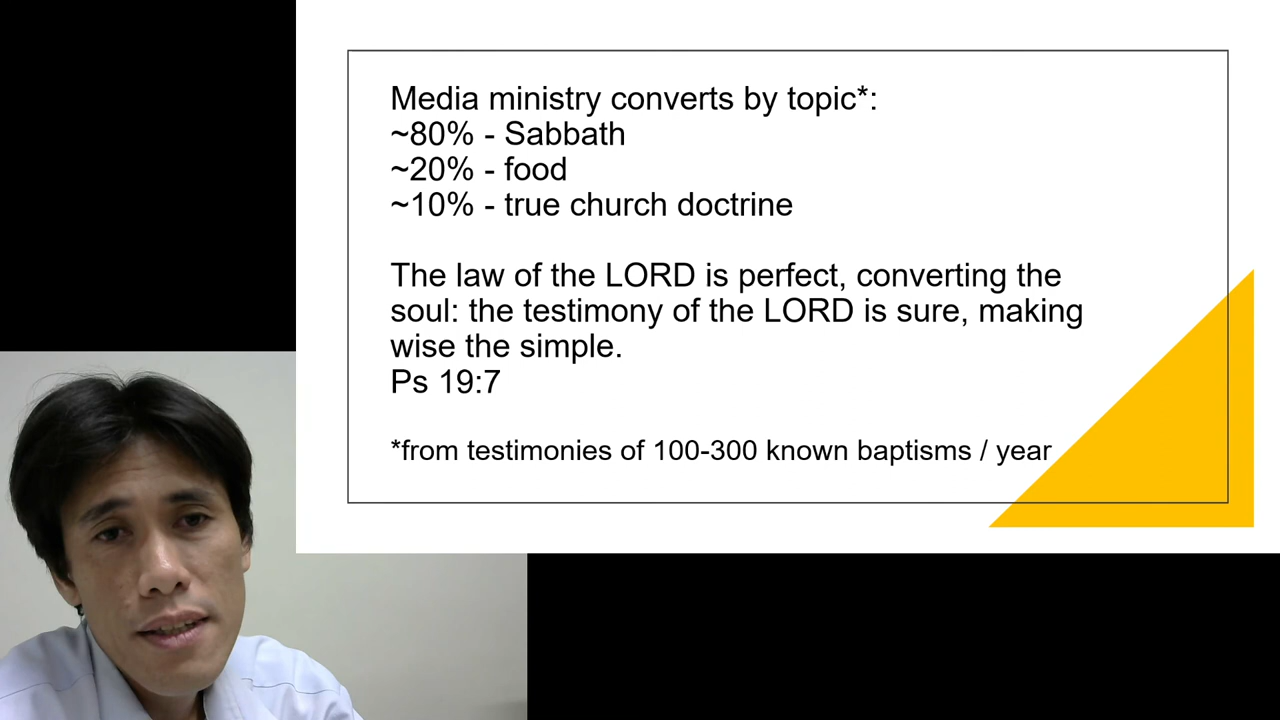 Media ministry converts by topic*:
~80% - Sabbath
~20% - food
~10% - true church doctrine
The law of the LORD is perfect, converting the
soul: the testimony of the LORD is sure, making
wise the simple.
Ps 19:7
*from testimonies of 100-300 known baptisms / year